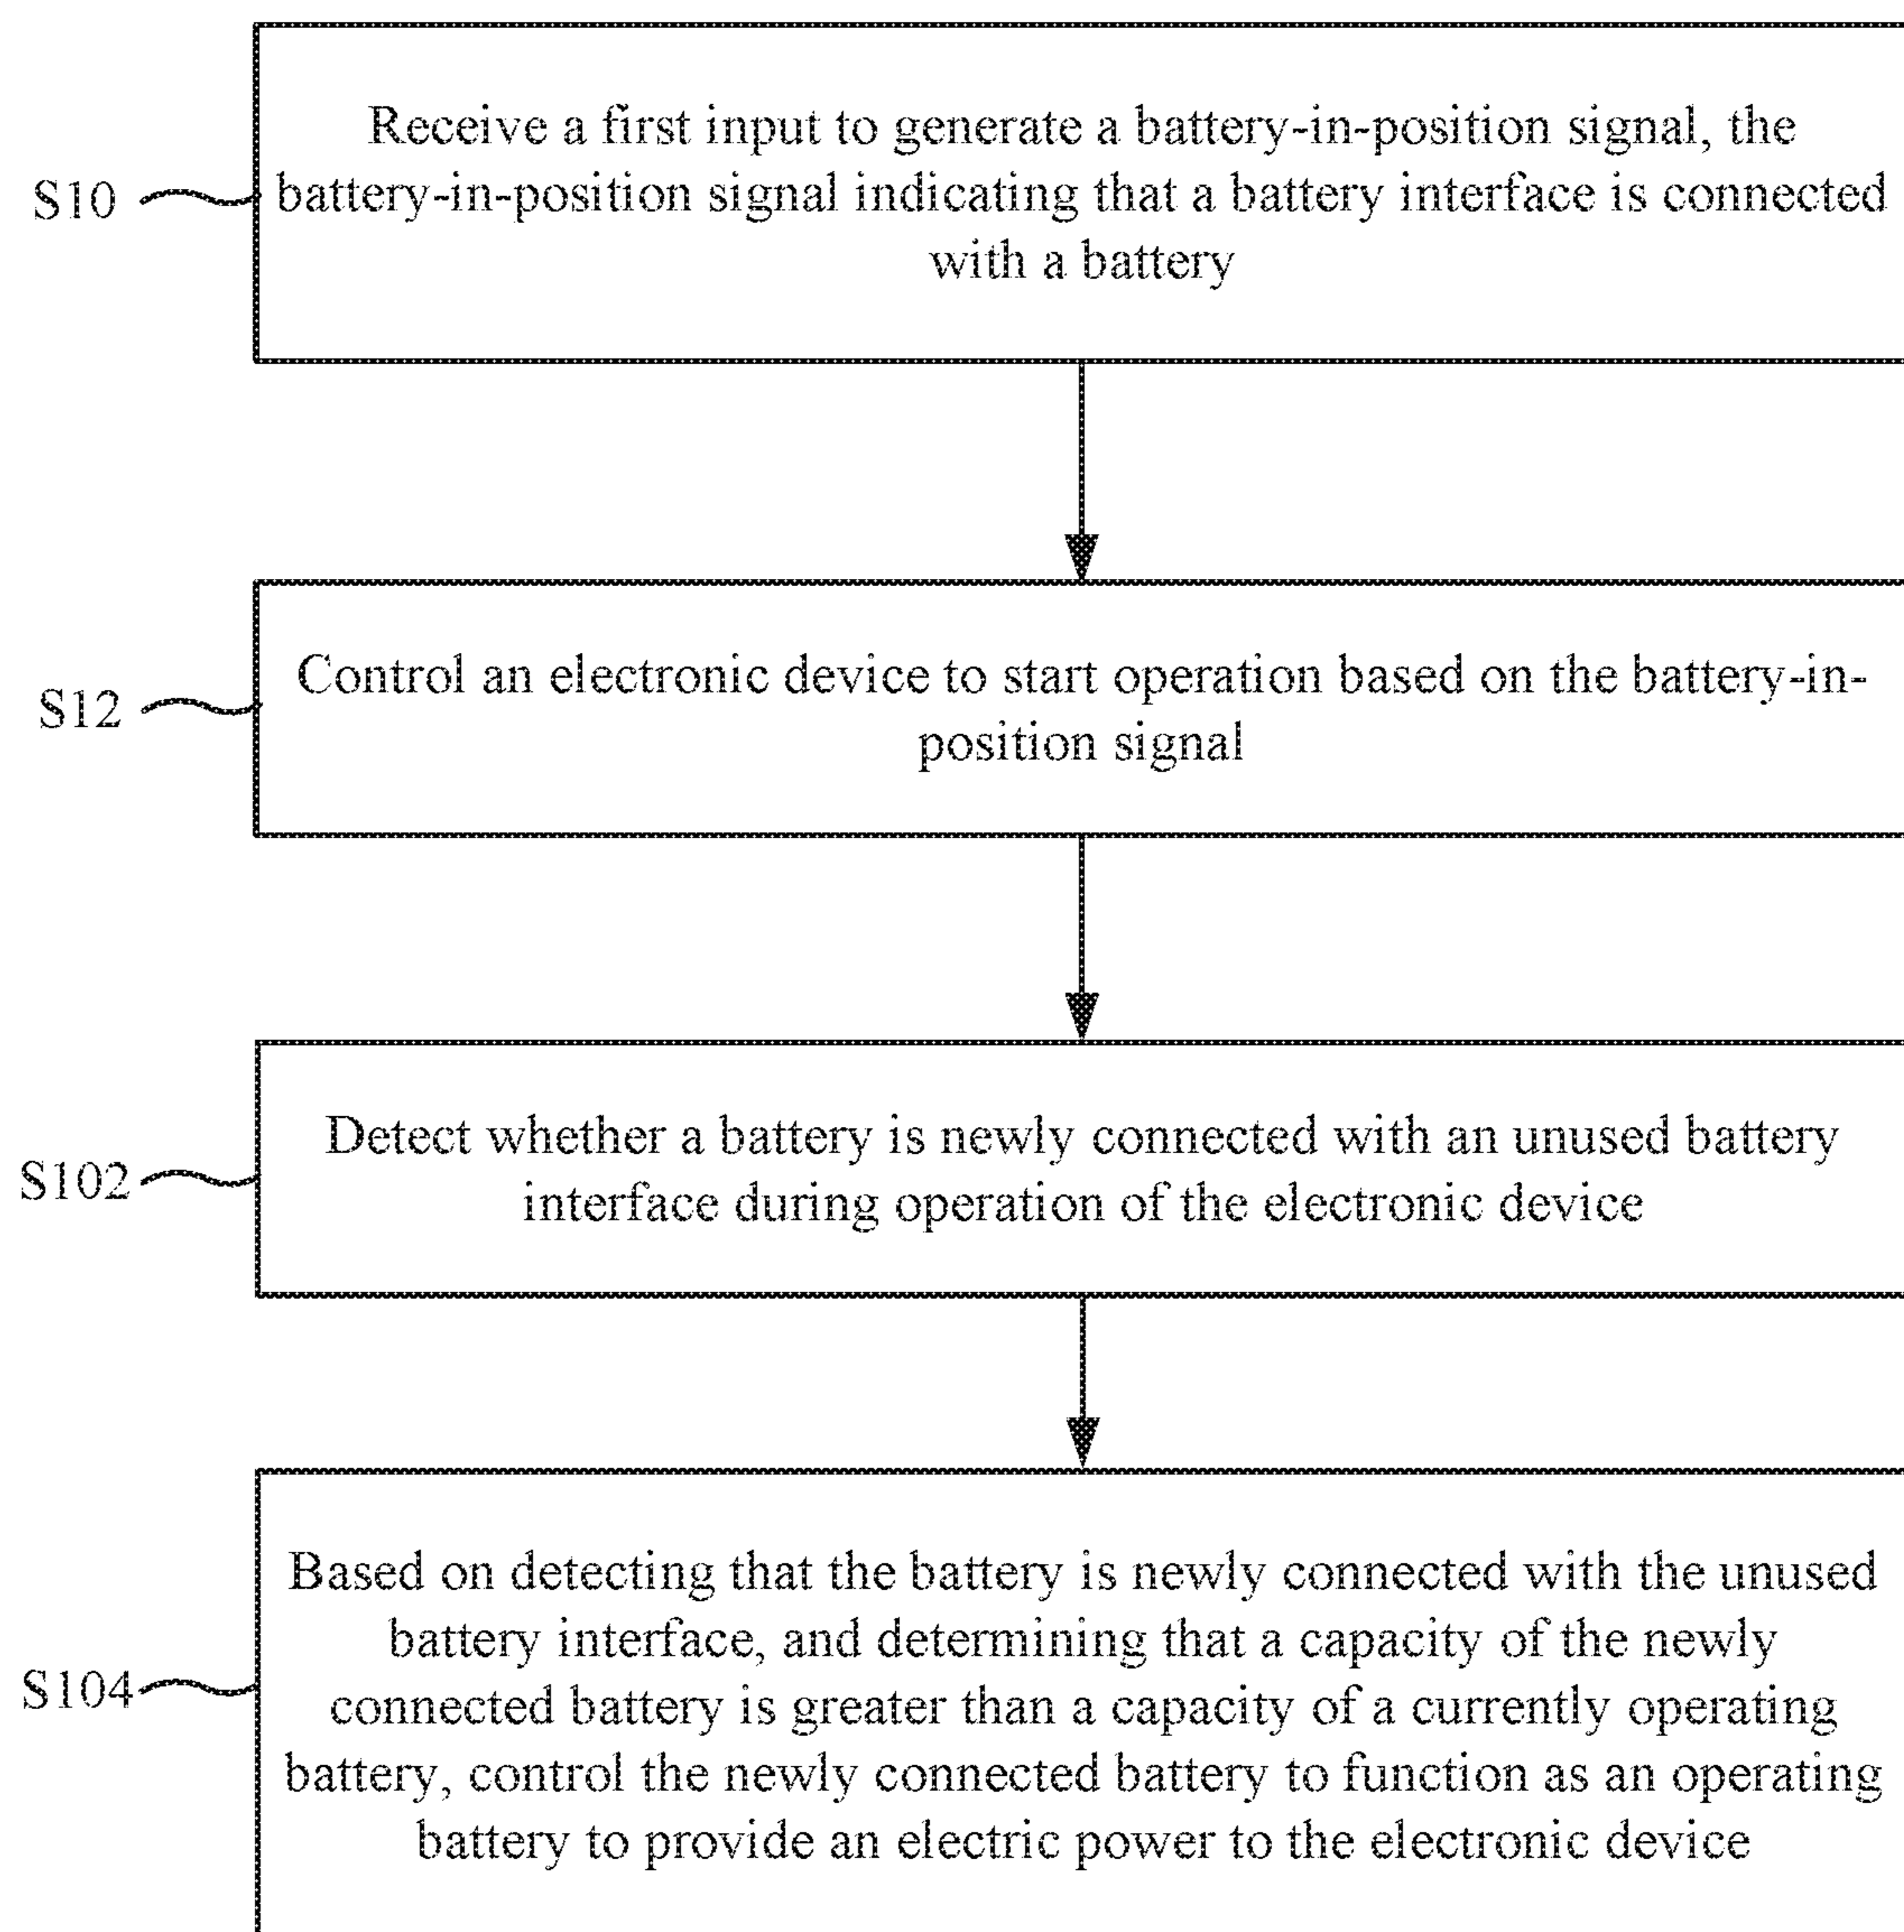 Receive a first input to generate a battery-in-position signal, the
S10 battery-in-position signal indicating that a battery interface is connected
with a battery
Control an electronic device to start operation based on the battery-in-
S12
position signal
Detect whether a battery is newly connected with an unused battery
S102
interface during operation of the electronic device
Based on detecting that the battery is newly connected with the unused
battery interface, and determining that a capacity of the newly
S104
connected battery is greater than a capacity of a currently operating
battery, control the newly connected battery to function as an operating
battery to provide an electric power to the electronic device